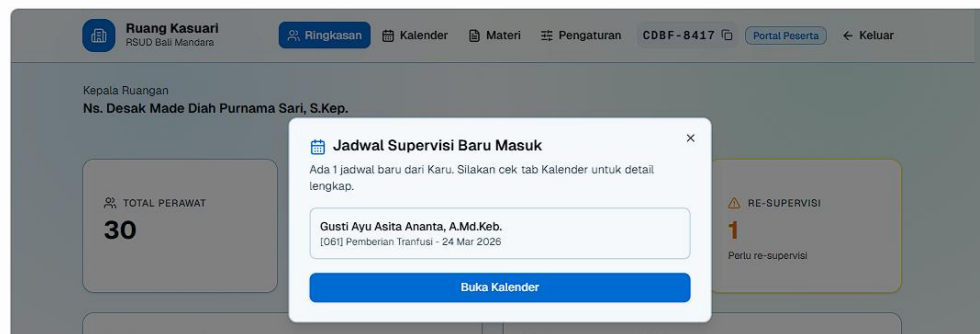 Ruang Kasuari
RSUD Bali Mandara
Ringkasan
Kalender
Materi
Pengaturan
CDBF-8417
Portal Peserta
← Keluar
Kepala Ruangan
Ns. Desak Made Diah Purnama Sari, S.Kep.
Jadwal Supervisi Baru Masuk
Ada 1 jadwal baru dari Karu. Silakan cek tab Kalender untuk detail
lengkap.
Gusti Ayu Asita Ananta, A.Md.Keb.
[061] Pemberian Tranfusi - 24 Mar 2026
Buka Kalender
TOTAL PERAWAT
30
RE-SUPERVISI
1
Perlu re-supervisi